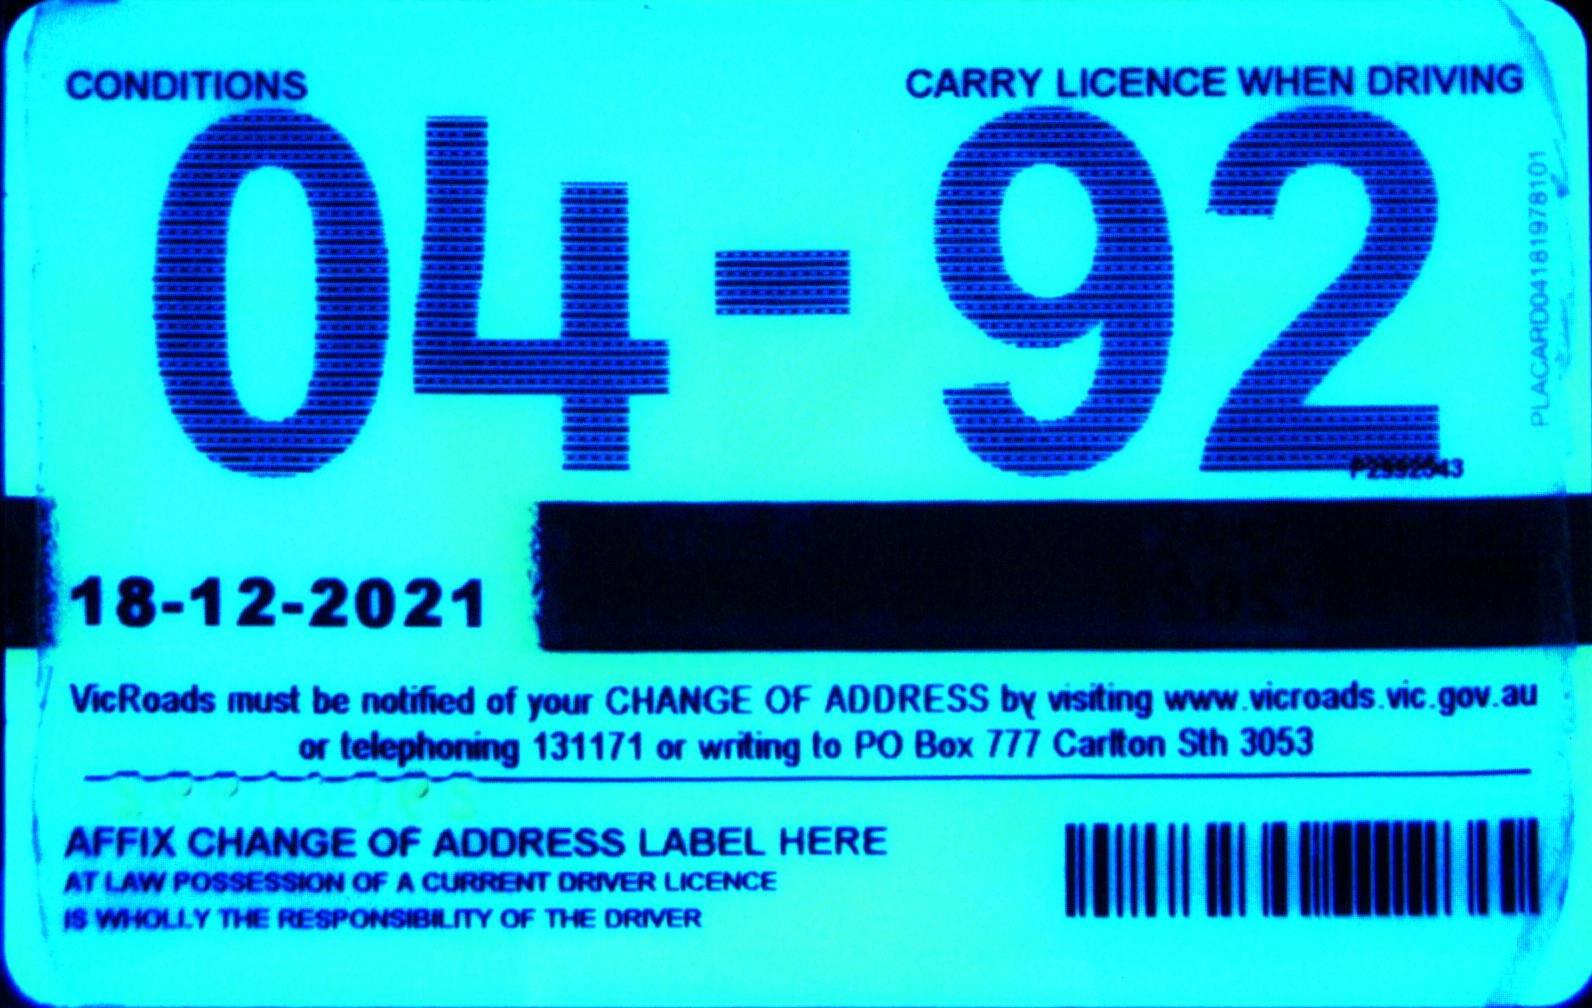 CONDITIONS
CARRY LICENCE WHEN DRIVING
04-92
PLACARD04181978101
P2992543
18-12-2021
VicRoads must be notified of your CHANGE OF ADDRESS by visiting www.vicroads.vic.gov.au
or telephoning 131171 or writing to PO Box 777 Carlton Sth 3053
AFFIX CHANGE OF ADDRESS LABEL HERE
AT LAW POSSESSION OF A CURRENT DRIVER LICENCE
IS WHOLLY THE RESPONSIBILITY OF THE DRIVER